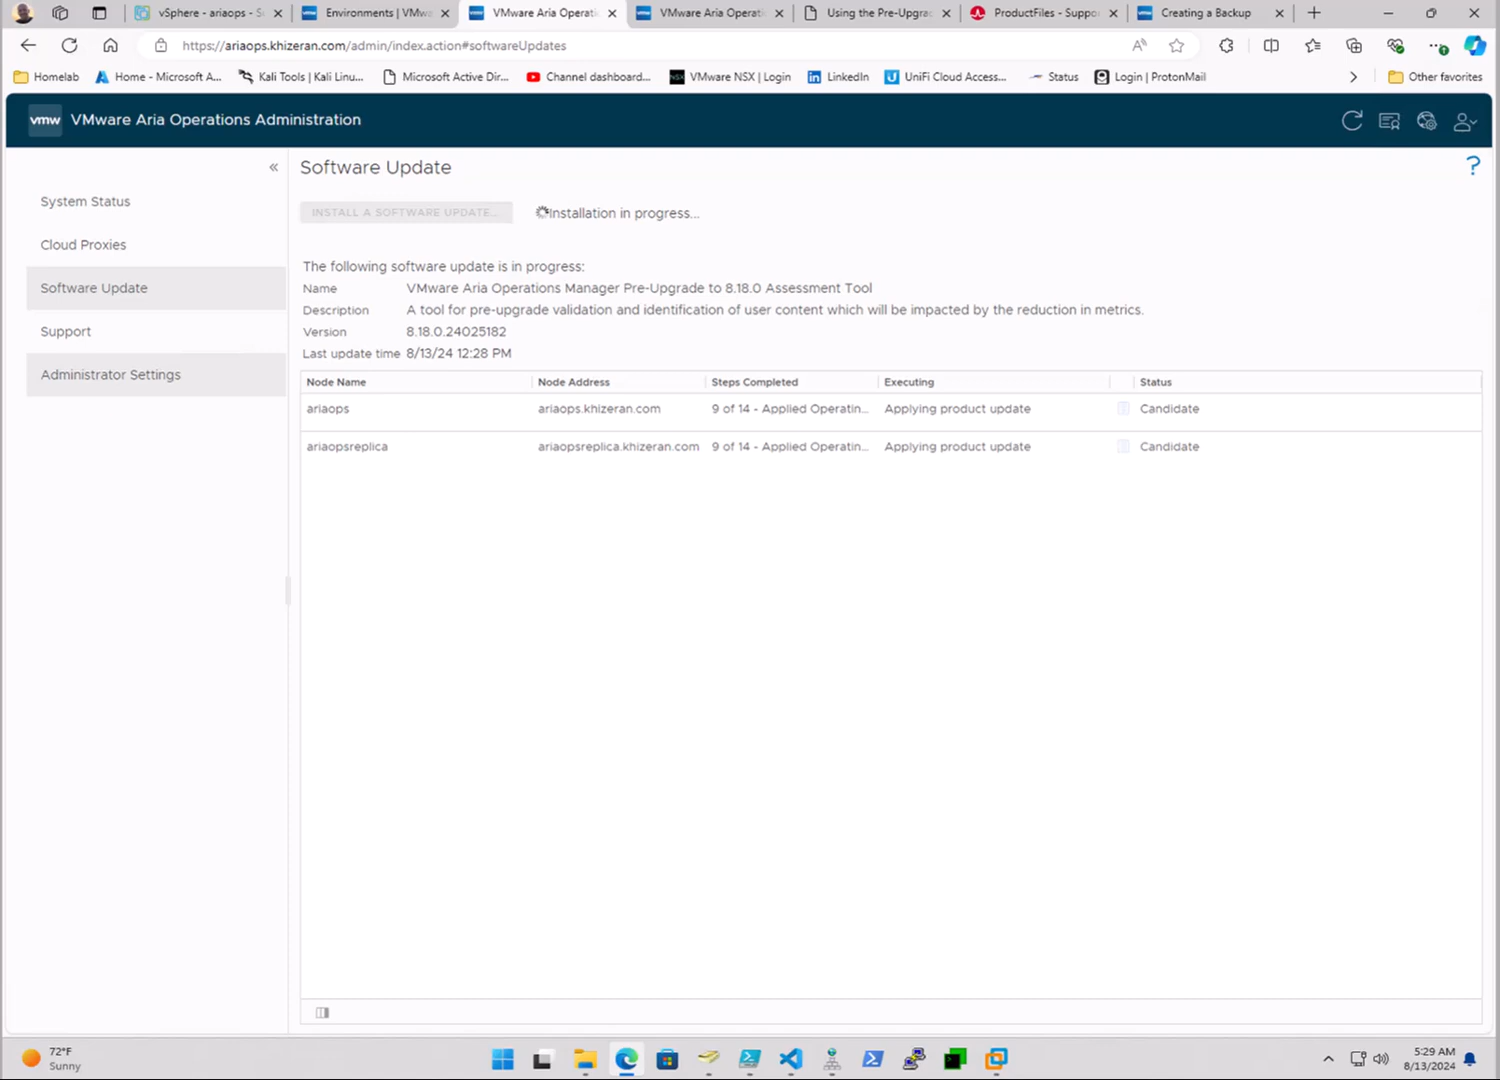 vSphere - ariaops - S
Environments | VMwa
VMware Aria Operati
VMware Aria Operati
Using the Pre-Upgra
ProductFiles - Suppo
Creating a Backup
https://ariaops.khizeran.com/admin/index.action#softwareUpdates
Homelab
Home - Microsoft A...
Kali Tools | Kali Linu...
Microsoft Active Dir...
Channel dashboard...
VMware NSX | Login
LinkedIn
UniFi Cloud Access...
Status
Login | ProtonMail
Other favorites
vmw VMware Aria Operations Administration
System Status
Cloud Proxies
Software Update
Support
Administrator Settings
Software Update
INSTALL A SOFTWARE UPDATE... Installation in progress...
The following software update is in progress:
Name VMware Aria Operations Manager Pre-Upgrade to 8.18.0 Assessment Tool
Description A tool for pre-upgrade validation and identification of user content which will be impacted by the reduction in metrics.
Version 8.18.0.24025182
Last update time 8/13/24 12:28 PM
Node Name Node Address Steps Completed Executing Status
ariaops ariaops.khizeran.com 9 of 14 - Applied Operatin... Applying product update Candidate
ariaopsreplica ariaopsreplica.khizeran.com 9 of 14 - Applied Operatin... Applying product update Candidate
72°F
Sunny
5:29 AM
8/13/2024